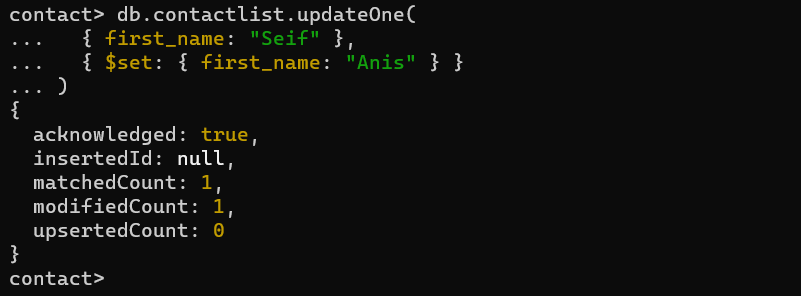 contact> db.contactlist.updateOne(
...   { first_name: "Seif" },
...   { $set: { first_name: "Anis" } }
... )
{
  acknowledged: true,
  insertedId: null,
  matchedCount: 1,
  modifiedCount: 1,
  upsertedCount: 0
}
contact>